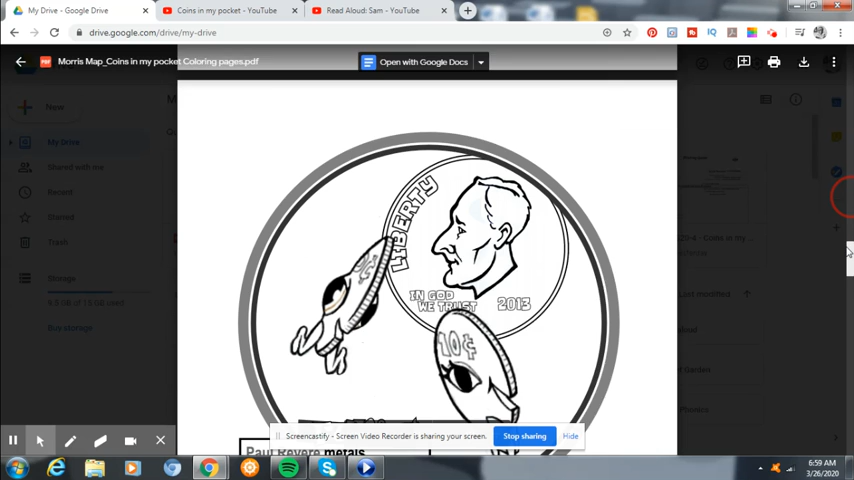 My Drive - Google Drive
Coins in my pocket - YouTube
Read Aloud: Sam - YouTube
drive.google.com/drive/my-drive
Morris Map_Coins in my pocket Coloring pages.pdf
Open with Google Docs
New
My Drive
Shared with me
Recent
Starred
Trash
Storage
Buy storage
LIBERTY
IN GOD
WE TRUST
2013
10¢
Paul Revere metals
Screencastify - Screen Video Recorder is sharing your screen.
Stop sharing
Hide
6:59 AM
3/26/2020